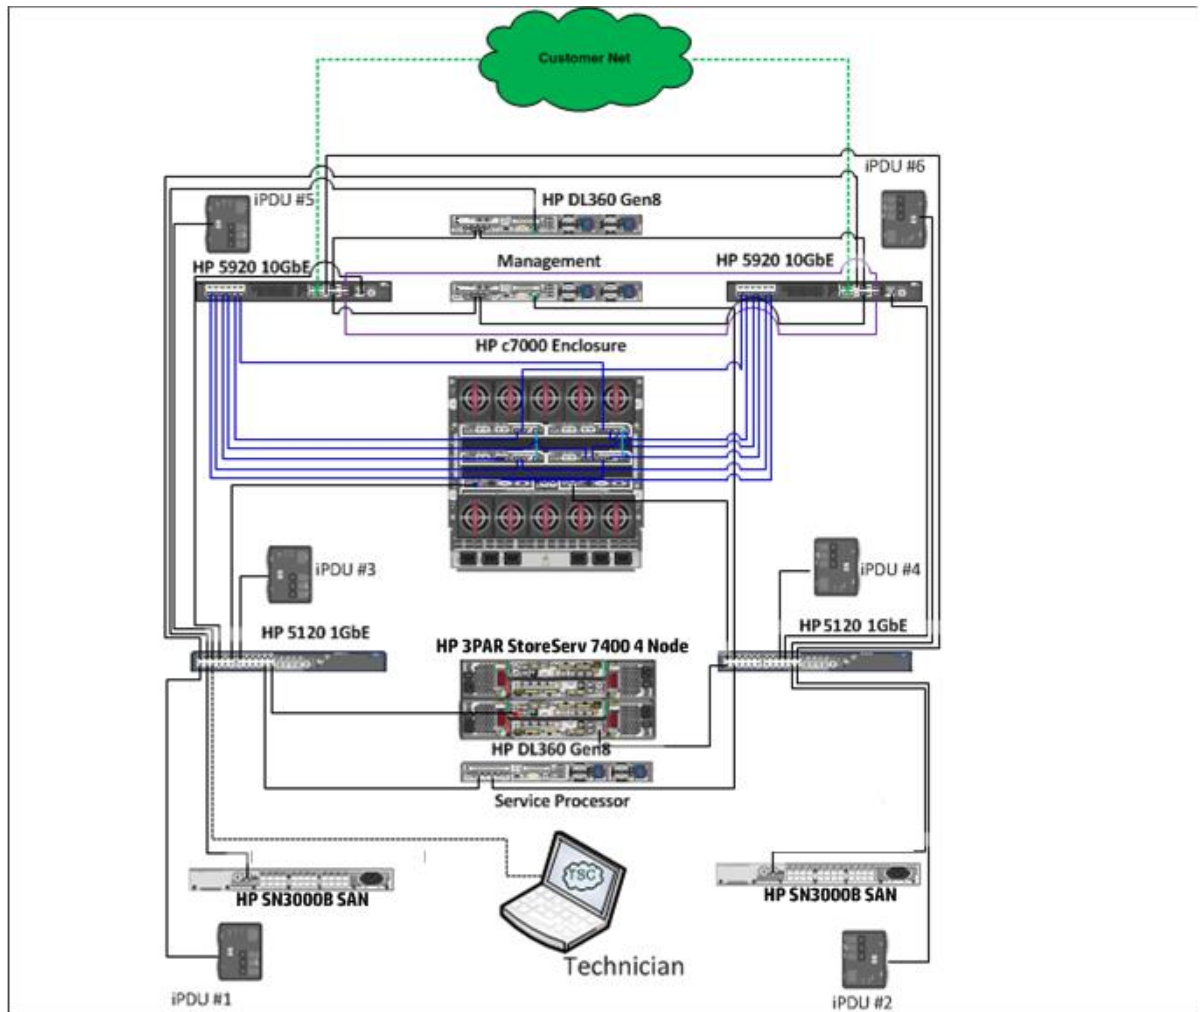 Customer Net
iPDU #6
iPDU #5
HP DL360 Gen8
HP 5920 10GbE
Management
HP 5920 10GbE
HP c7000 Enclosure
iPDU #3
iPDU #4
HP 5120 1GbE
HP 5120 1GbE
HP 3PAR StoreServ 7400 4 Node
HP DL360 Gen8
Service Processor
TSC
HP SN3000B SAN
HP SN3000B SAN
Technician
iPDU #1
iPDU #2